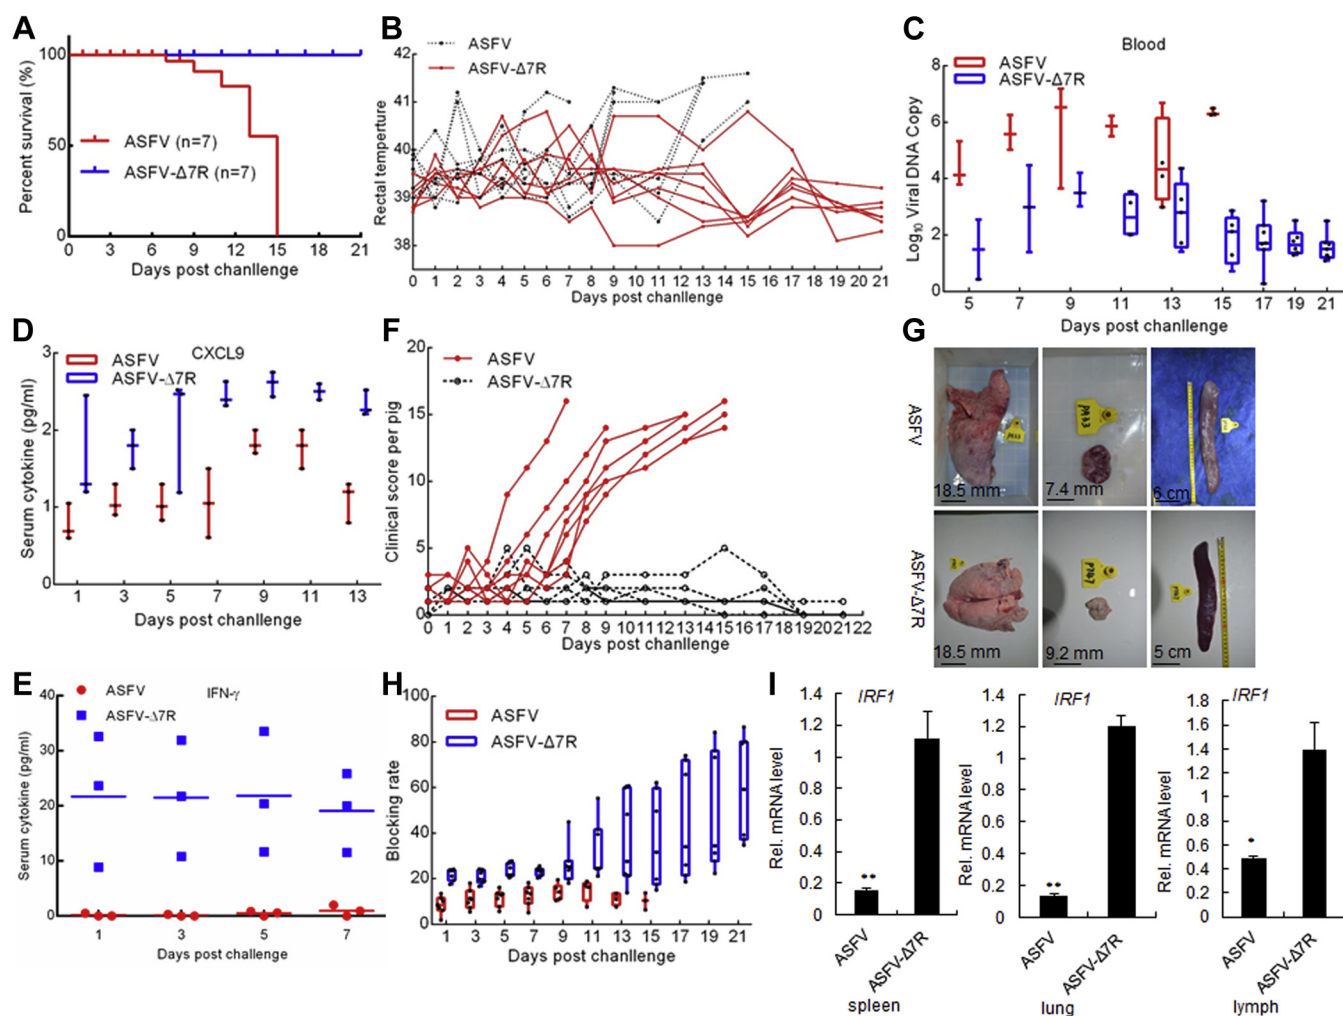 A
Percent survival (%)
100
50
0
ASFV (n=7)
ASFV-Δ7R (n=7)
0 3 6 9 12 15 18 21
Days post chanllenge
B
Rectal temperture
42
41
40
39
38
ASFV
ASFV-Δ7R
0 1 2 3 4 5 6 7 8 9 10 11 12 13 14 15 16 17 18 19 20 21
Days post chanllenge
C
Blood
ASFV
ASFV-Δ7R
Log10 Viral DNA Copy
8
6
4
2
0
5 7 9 11 13 15 17 19 21
Days post chanllenge
D
CXCL9
ASFV
ASFV-Δ7R
Serum cytokine (pg/ml)
3
2
1
0
1 3 5 7 9 11 13
Days post chanllenge
F
Clinical score per pig
20
15
10
5
0
ASFV
ASFV-Δ7R
0 1 2 3 4 5 6 7 8 9 10 11 12 13 14 15 16 17 18 19 20 21 22
Days post chanllenge
G
ASFV
18.5 mm
7.4 mm
6 cm
ASFV-Δ7R
18.5 mm
9.2 mm
5 cm
E
IFN-γ
ASFV
ASFV-Δ7R
Serum cytokine (pg/ml)
40
30
20
10
0
1 3 5 7
Days post challenge
H
ASFV
ASFV-Δ7R
Blocking rate
100
80
60
40
20
0
1 3 5 7 9 11 13 15 17 19 21
Days post chanllenge
I
IRF1
Rel. mRNA level
1.4
1.2
1
0.8
0.6
0.4
0.2
0
**
ASFV
ASFV-Δ7R
spleen
IRF1
Rel. mRNA level
1.4
1.2
1
0.8
0.6
0.4
0.2
0
**
ASFV
ASFV-Δ7R
lung
IRF1
Rel. mRNA level
1.8
1.6
1.4
1.2
1
0.8
0.6
0.4
0.2
0
*
ASFV
ASFV-Δ7R
lymph